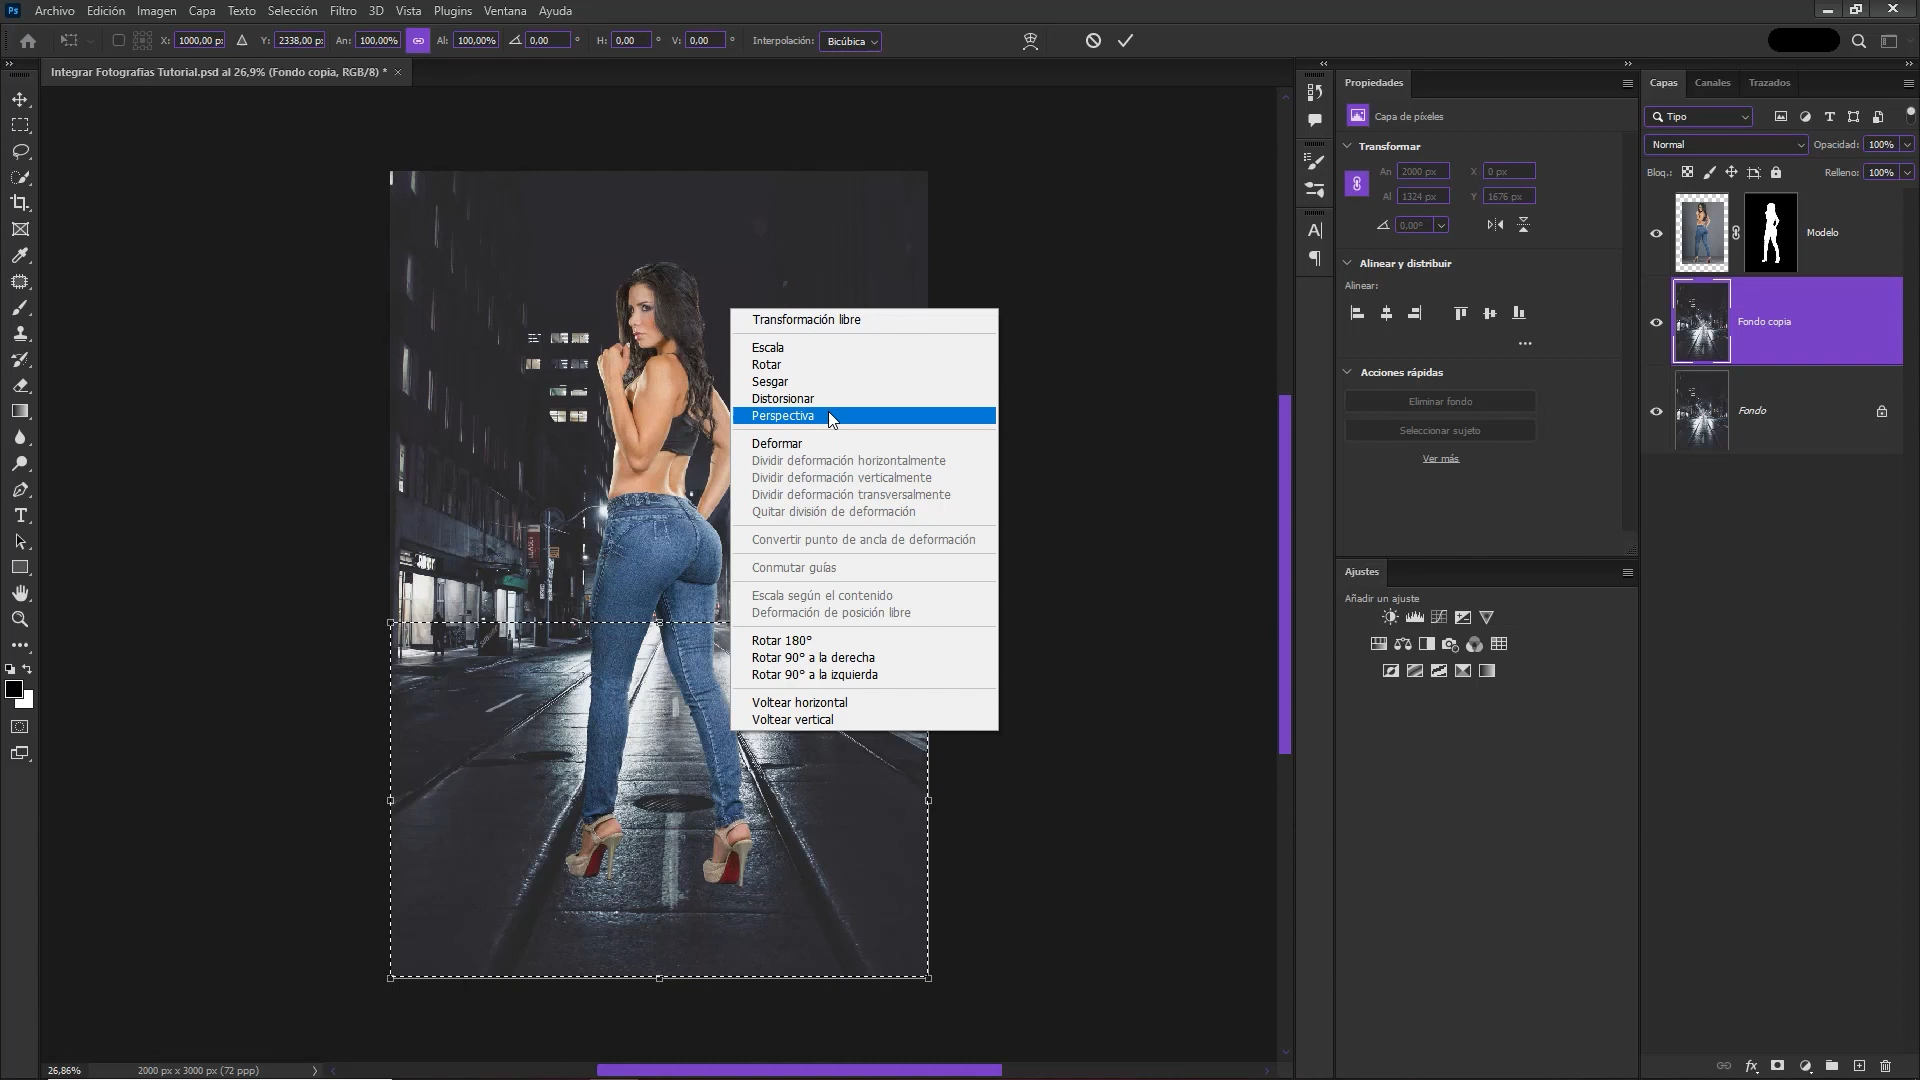 Ps Archivo Edición Imagen Capa Texto Selección Filtro 3D Vista Plugins Ventana Ayuda
X: 1000,00 px Y: 2338,00 px An: 100,00% Al: 100,00% 0,00 ° H: 0,00 ° V: 0,00 ° Interpolación: Bicúbica
Integrar Fotografias Tutorial.psd al 26,9% (Fondo copia, RGB/8) *
Transformación libre
Escala
Rotar
Sesgar
Distorsionar
Perspectiva
Deformar
Dividir deformación horizontalmente
Dividir deformación verticalmente
Dividir deformación transversalmente
Quitar división de deformación
Convertir punto de ancla de deformación
Conmutar guías
Escala según el contenido
Deformación de posición libre
Rotar 180°
Rotar 90° a la derecha
Rotar 90° a la izquierda
Voltear horizontal
Voltear vertical
26,86% 2000 px x 3000 px (72 ppp)
Propiedades
Capa de píxeles
Transformar
An 2000 px X 0 px
Al 1324 px Y 1676 px
0,00°
Alinear y distribuir
Alinear:
Acciones rápidas
Eliminar fondo
Seleccionar sujeto
Ver más
Ajustes
Añadir un ajuste
Capas Canales Trazados
Tipo
Normal Opacidad: 100%
Bloq.: Relleno: 100%
Modelo
Fondo copia
Fondo